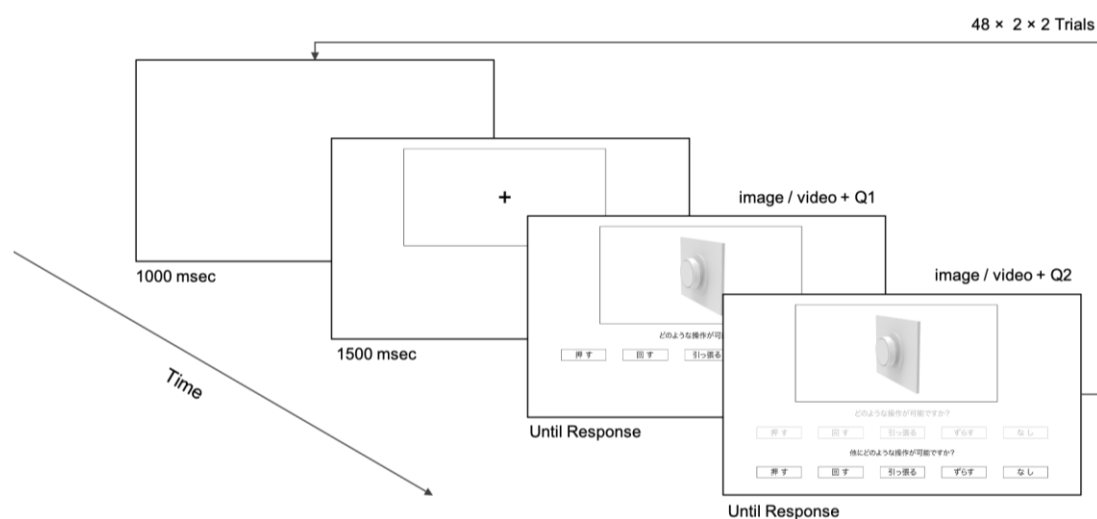 48 × 2 × 2 Trials
+
1000 msec
image / video + Q1
1500 msec
どのような操作が可能
押す 回す 引っ張る
Until Response
image / video + Q2
どのような操作が可能ですか?
押す 回す 引っ張る ずらす なし
他にどのような操作が可能ですか?
押す 回す 引っ張る ずらす なし
Until Response
Time